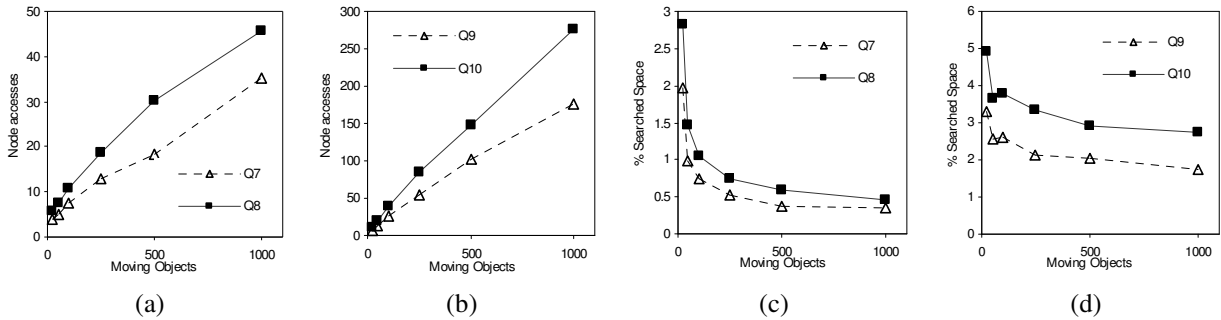 50
40
30
20
10
0
Node accesses
Q7
Q8
0 500 1000
Moving Objects
(a)
300
250
200
150
100
50
0
Node accesses
Q9
Q10
0 500 1000
Moving Objects
(b)
3
2.5
2
1.5
1
0.5
0
% Searched Space
Q7
Q8
0 500 1000
Moving Objects
(c)
6
5
4
3
2
1
0
% Searched Space
Q9
Q10
0 500 1000
Moving Objects
(d)